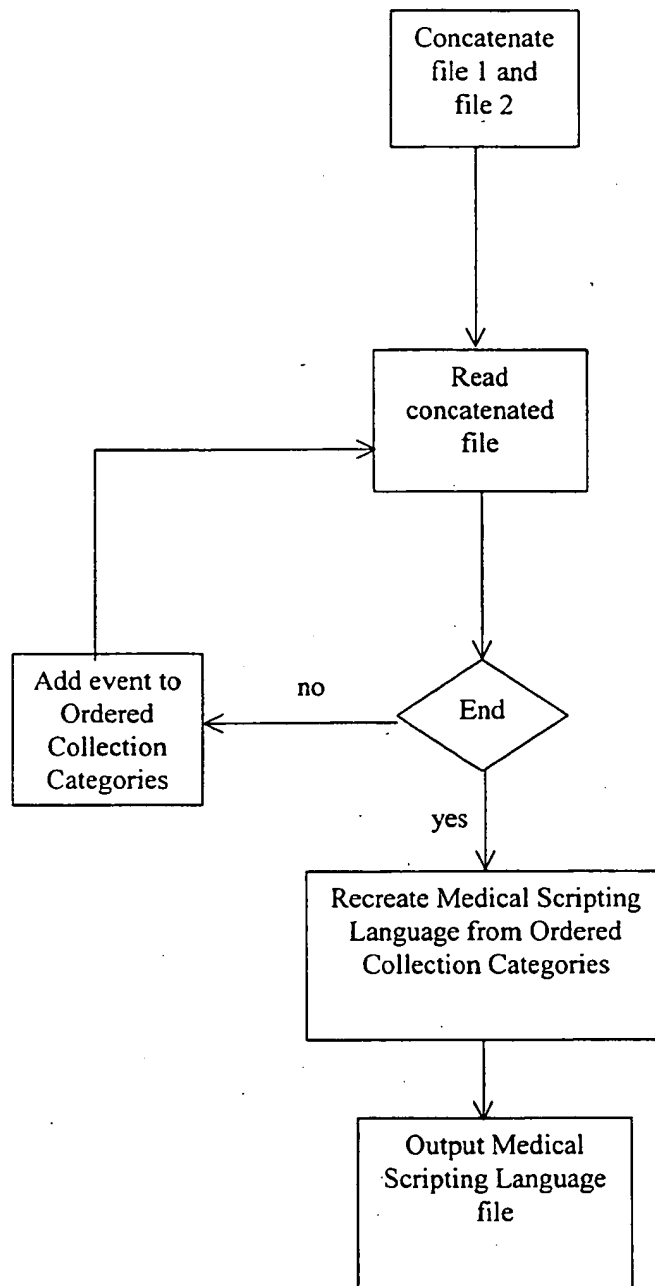 Concatenate
file 1 and
file 2
Read
concatenated
file
Add event to
Ordered
Collection
Categories
no
End
yes
Recreate Medical Scripting
Language from Ordered
Collection Categories
Output Medical
Scripting Language
file